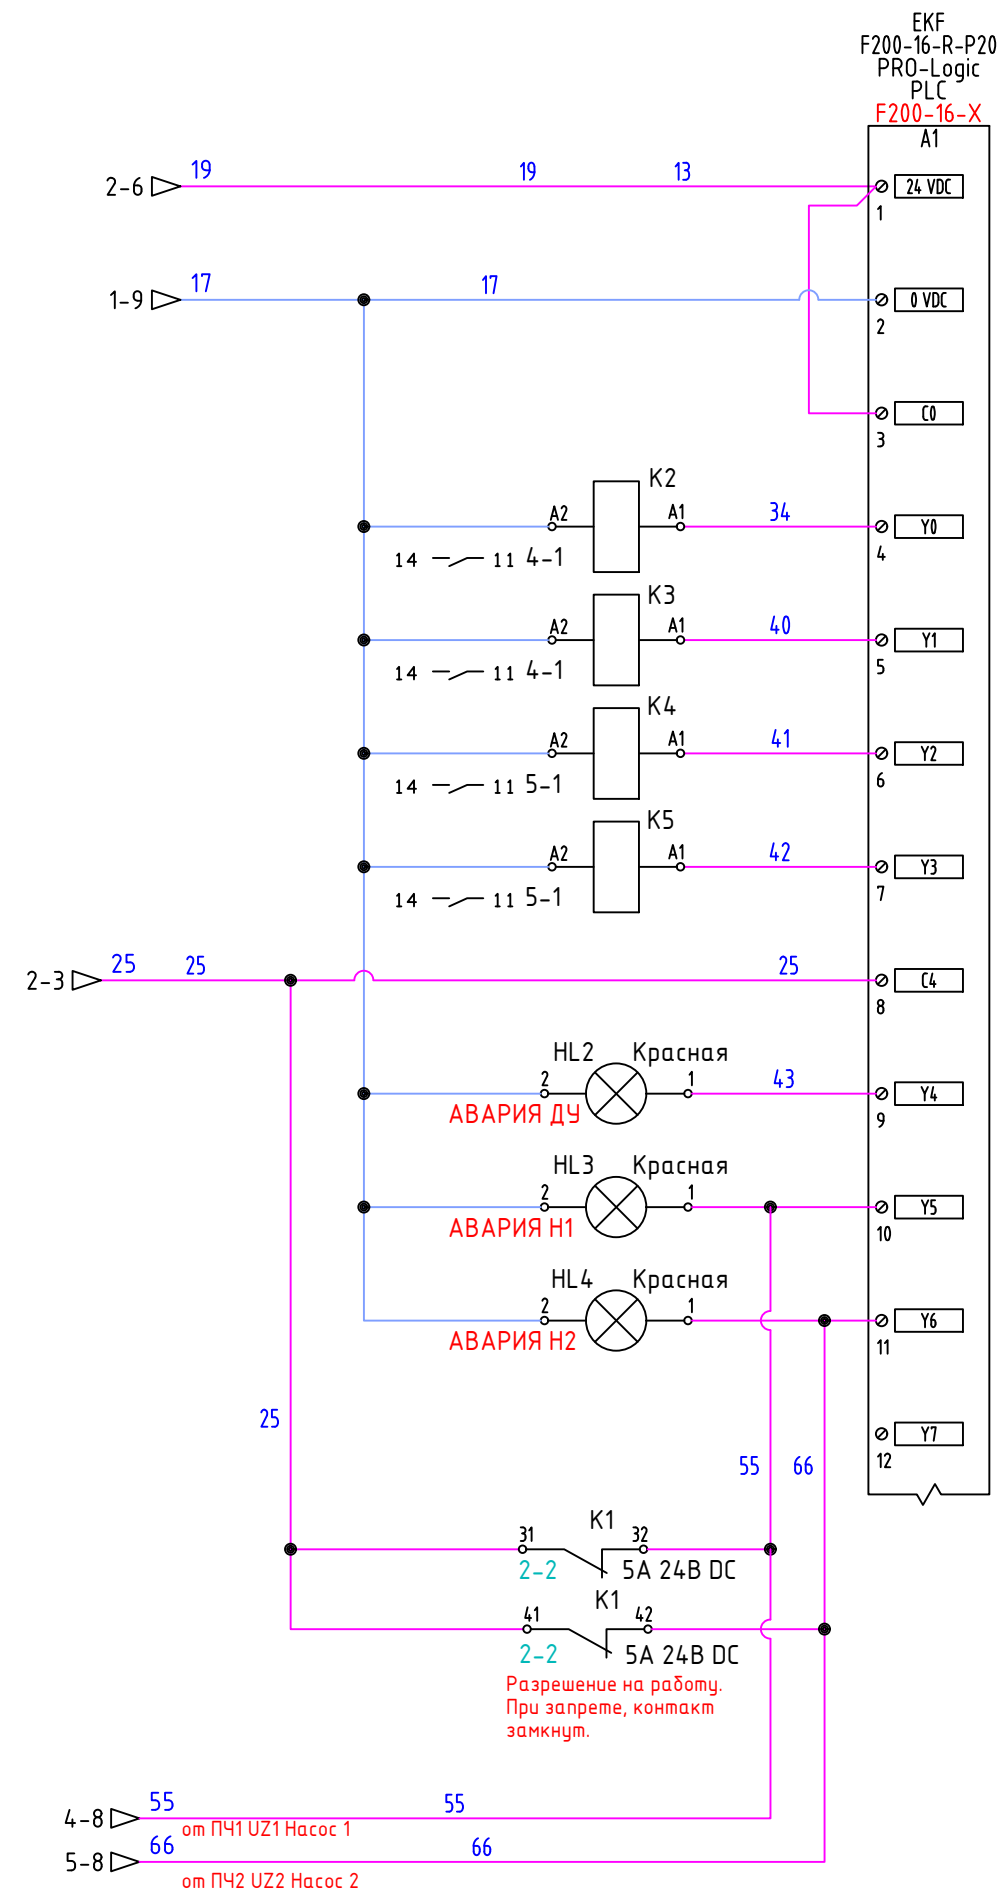 EKF
F200-16-R-P20
PRO-Logic
PLC
F200-16-X
A1
2-6 19 19 13 24 VDC
1
1-9 17 17 0 VDC
2
C0
3
K2
A2 A1 34 Y0
14 11 4-1 4
K3
A2 A1 40 Y1
14 11 4-1 5
K4
A2 A1 41 Y2
14 11 5-1 6
K5
A2 A1 42 Y3
14 11 5-1 7
2-3 25 25 25 C4
8
HL2 Красная
2 1 43 Y4
АВАРИЯ ДУ 9
HL3 Красная
2 1 Y5
АВАРИЯ Н1 10
HL4 Красная
2 1 Y6
АВАРИЯ Н2 11
25
Y7
12
55 66
K1
31 32
2-2 5А 24В DC
K1
41 42
2-2 5А 24В DC
Разрешение на работу.
При запрете, контакт
замкнут.
4-8 55 55
от ПЧ1 UZ1 Насос 1
5-8 66 66
от ПЧ2 UZ2 Насос 2